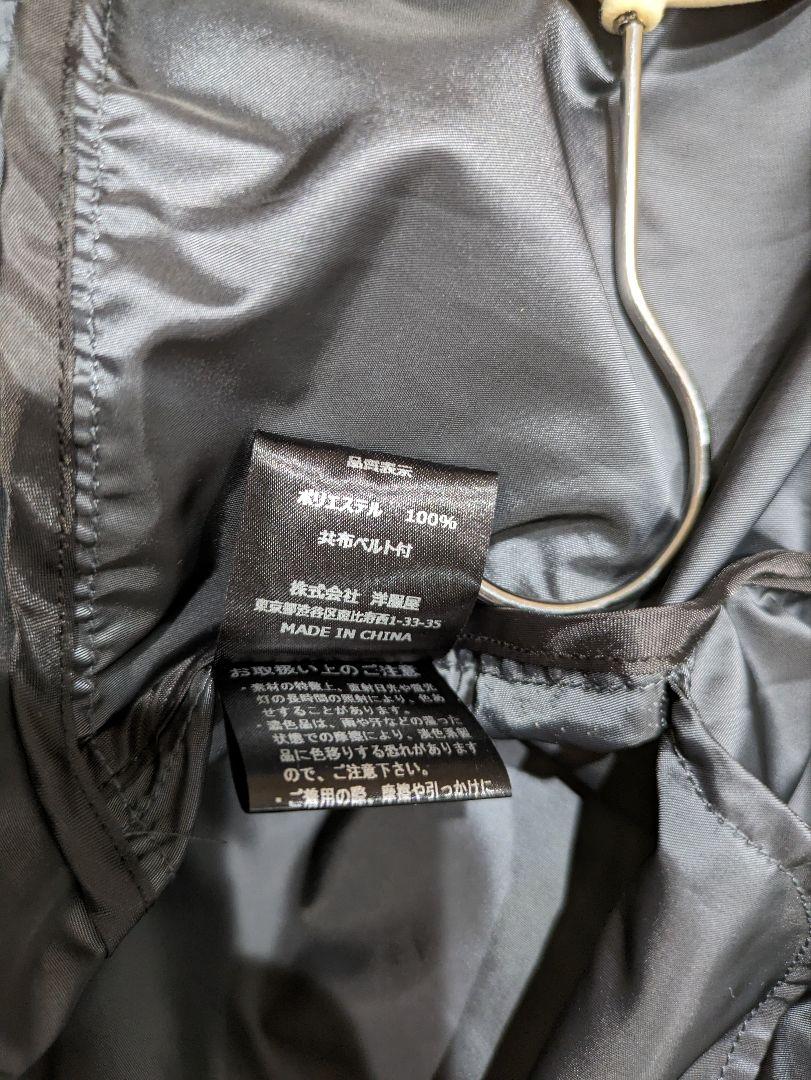 品質表示
ポリエステル 100%
共布ベルト付
株式会社 洋服屋
東京都渋谷区恵比寿西1-33-35
MADE IN CHINA
お取扱い上のご注意
・素材の特徴上、直射日光や蛍光
灯の長時間の照射により、色あ
せすることがあります。
濃色品は、雨や汗などの湿った
状態での摩擦により、淡色系製
品に色移りする恐れがあります
ので、ご注意下さい。
・ご着用の際、摩擦や引っかけに